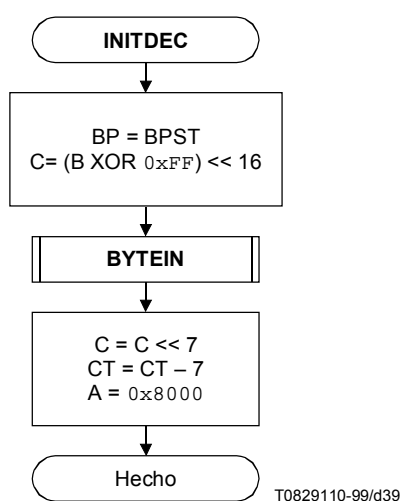 INITDEC
BP = BPST
C= (B XOR 0xFF) << 16
BYTEIN
C = C << 7
CT = CT – 7
A = 0x8000
Hecho
T0829110-99/d39